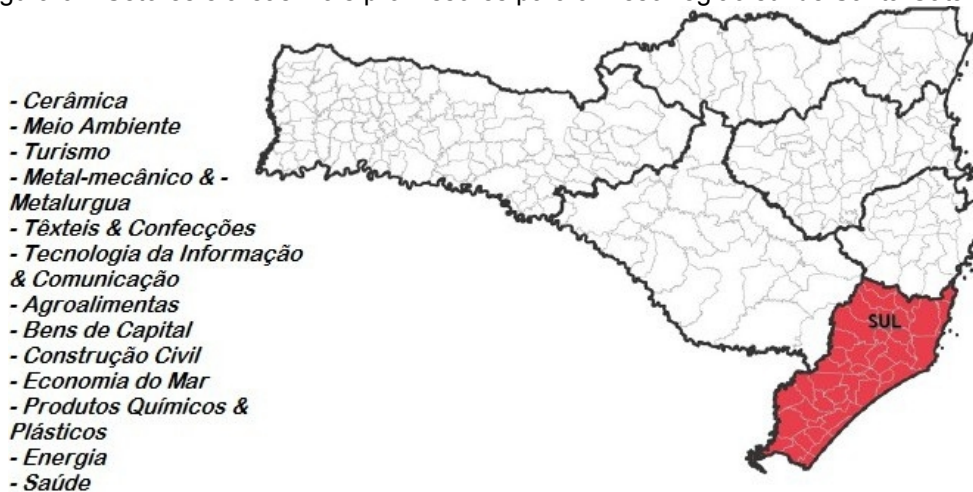 - Cerâmica
- Meio Ambiente
- Turismo
- Metal-mecânico & -
Metalurgua
- Têxteis & Confecções
- Tecnologia da Informação
& Comunicação
- Agroalimentas
- Bens de Capital
- Construção Civil
- Economia do Mar
- Produtos Químicos &
Plásticos
- Energia
- Saúde
SUL